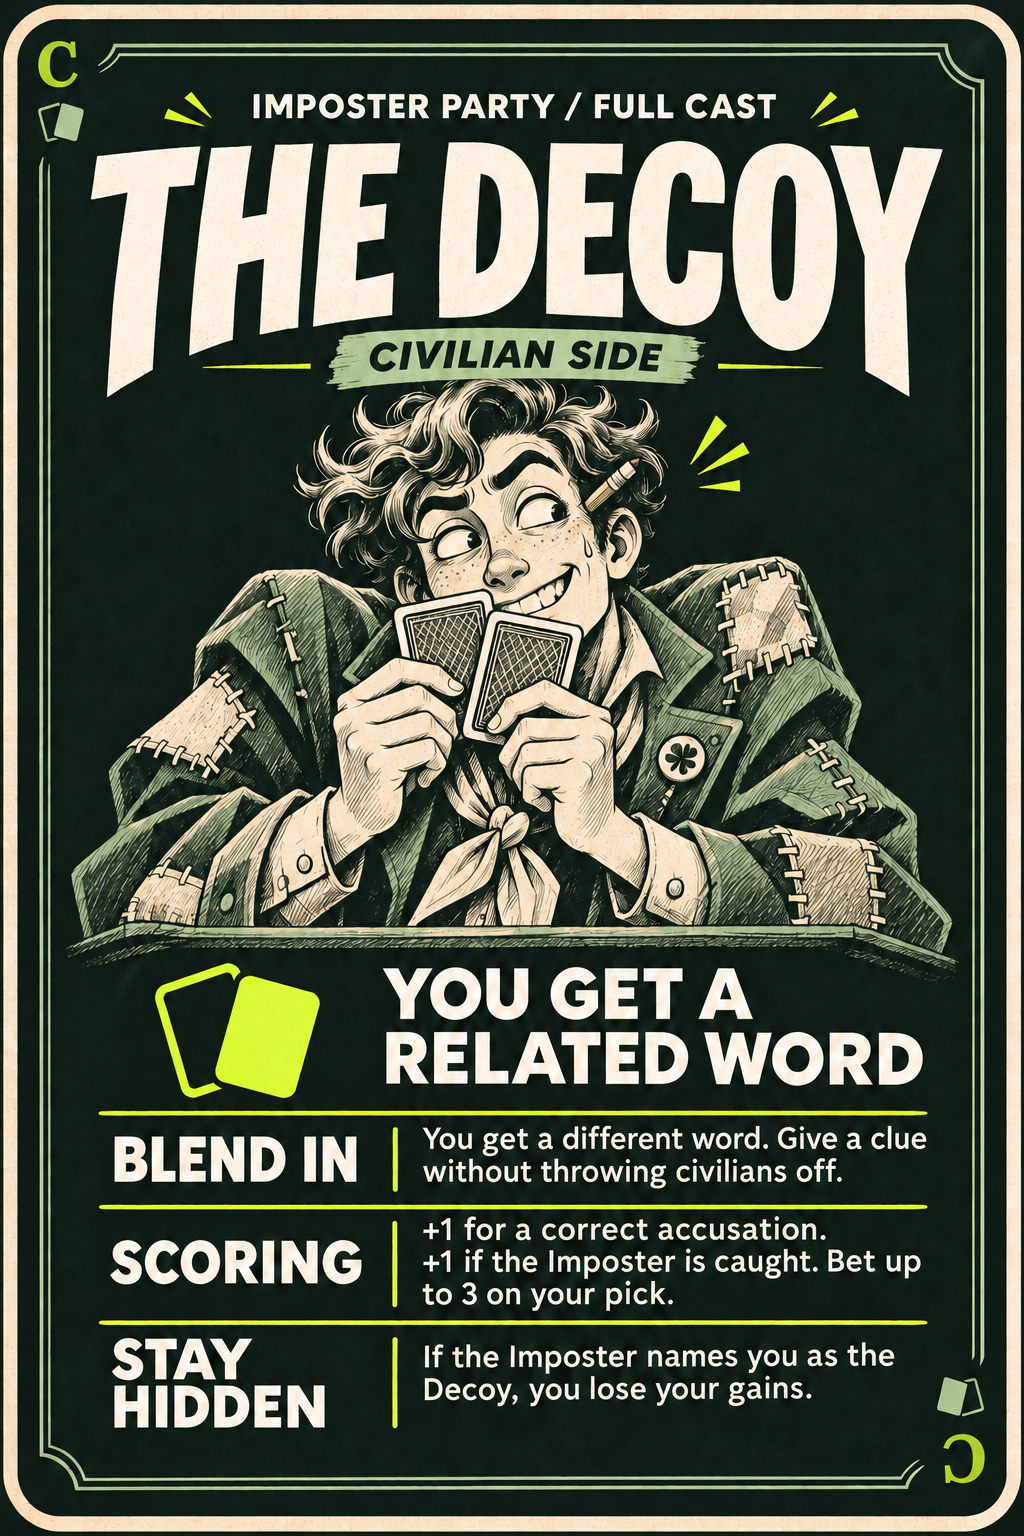 C
IMPOSTER PARTY / FULL CAST
THE DECOY
CIVILIAN SIDE
YOU GET A
RELATED WORD
BLEND IN
You get a different word. Give a clue
without throwing civilians off.
SCORING
+1 for a correct accusation.
+1 if the Imposter is caught. Bet up
to 3 on your pick.
STAY
HIDDEN
If the Imposter names you as the
Decoy, you lose your gains.
C